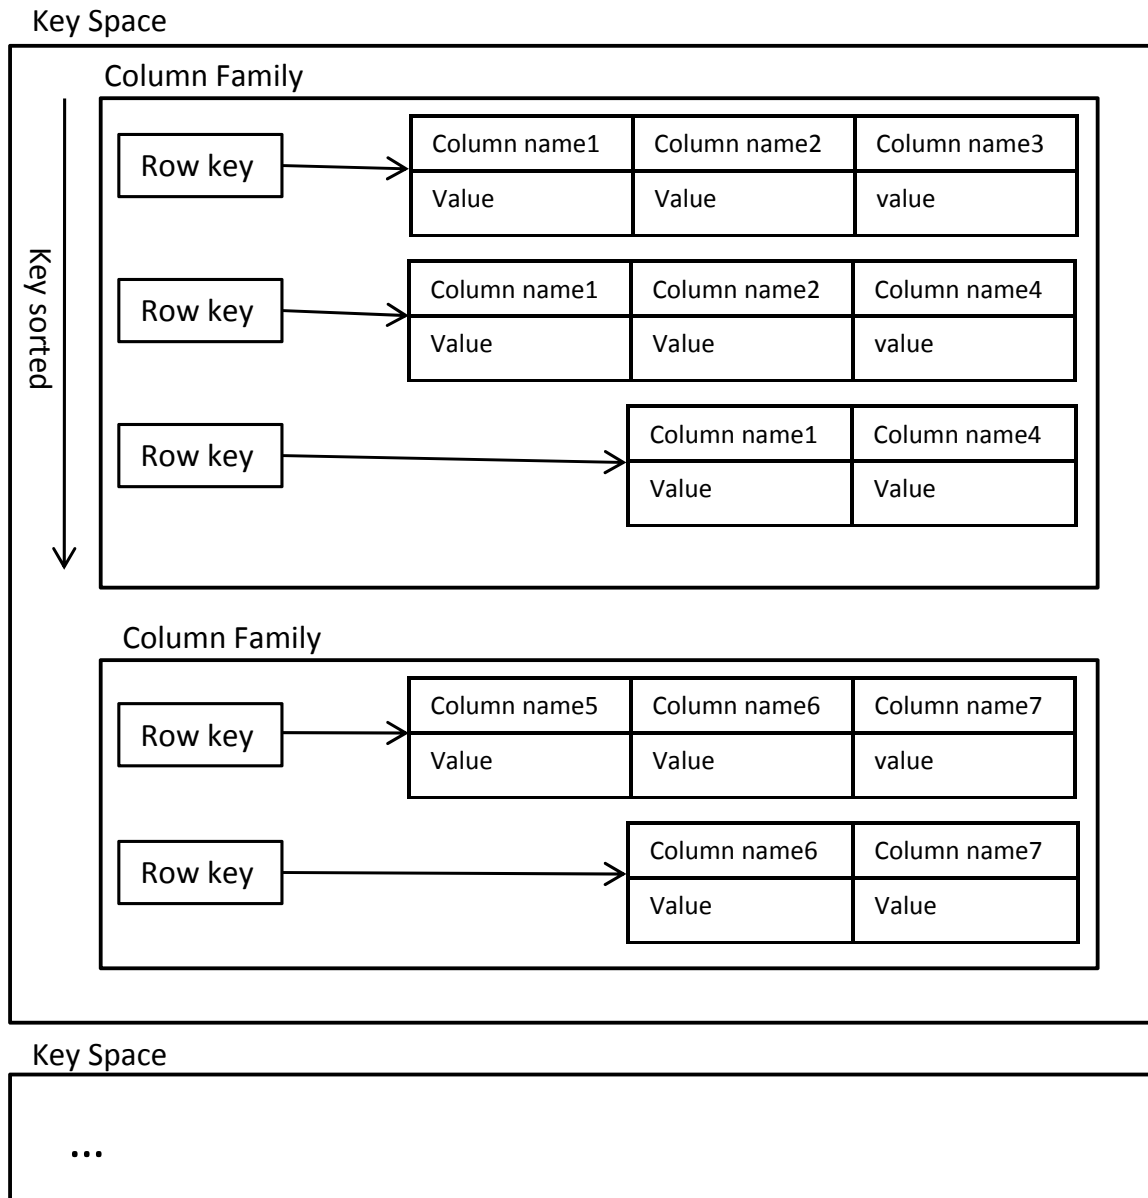 Key Space
Column Family
Key sorted
Row key
Column name1 Column name2 Column name3
Value Value value
Row key
Column name1 Column name2 Column name4
Value Value value
Row key
Column name1 Column name4
Value Value
Column Family
Row key
Column name5 Column name6 Column name7
Value Value value
Row key
Column name6 Column name7
Value Value
Key Space
...